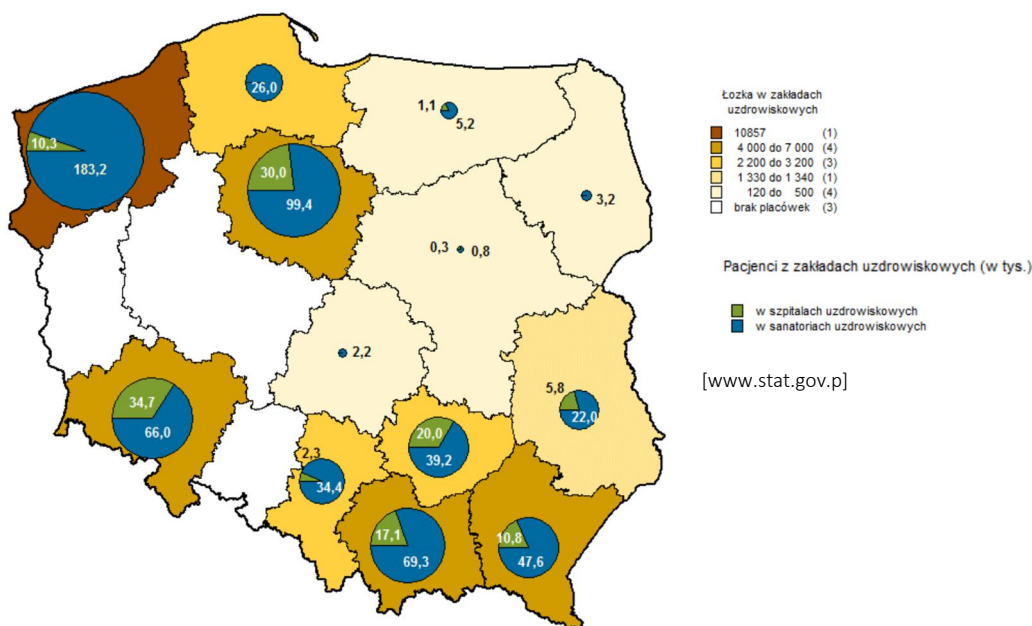 26,0
1,1
5,2
10,3
183,2
30,0
99,4
3,2
0,3
0,8
2,2
34,7
66,0
5,8
22,0
20,0
39,2
2,3
34,4
17,1
69,3
10,8
47,6
Łozka w zakładach
uzdrowiskowych
10857 (1)
4 000 do 7 000 (4)
2 200 do 3 200 (3)
1 330 do 1 340 (1)
120 do 500 (4)
brak placówek (3)
Pacjenci z zakładach uzdrowiskowych (w tys.)
w szpitalach uzdrowiskowych
w sanatoriach uzdrowiskowych
[www.stat.gov.p]